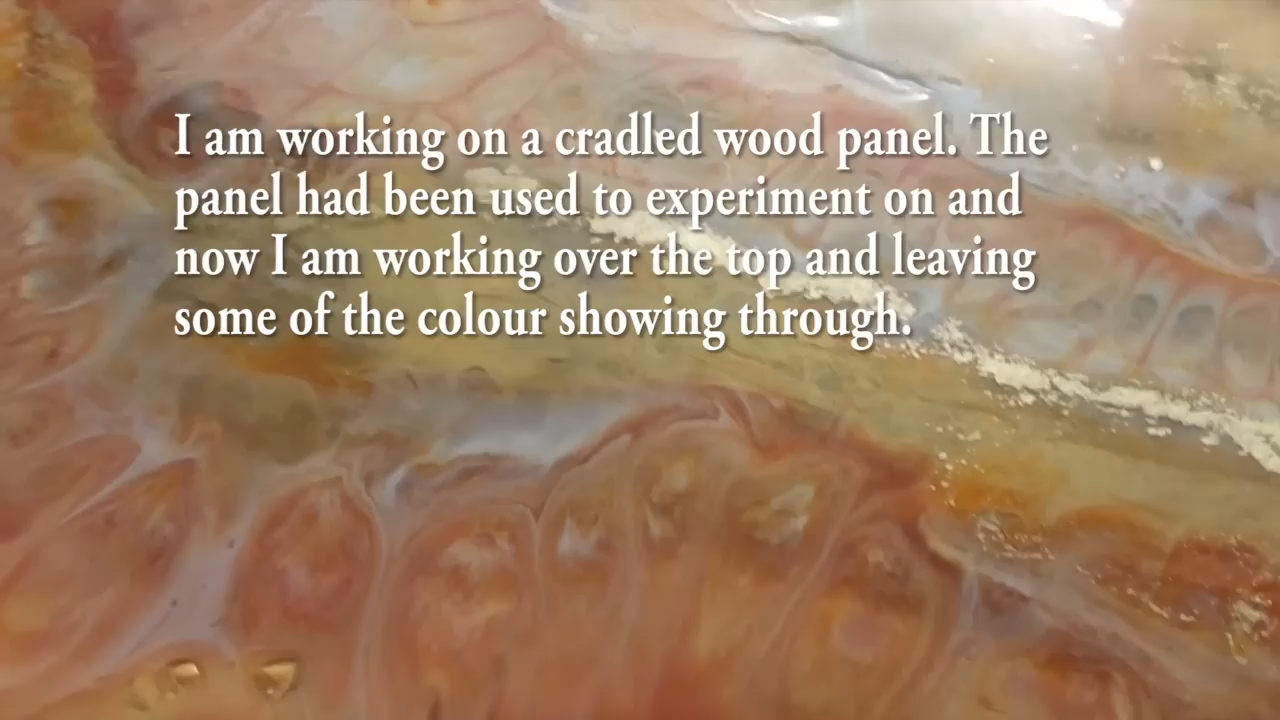 I am working on a cradled wood panel. The
panel had been used to experiment on and
now I am working over the top and leaving
some of the colour showing through.